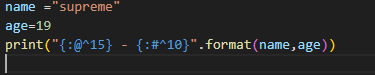 name ="supreme"
age=19
print("{:@^15} - {:#^10}".format(name,age))